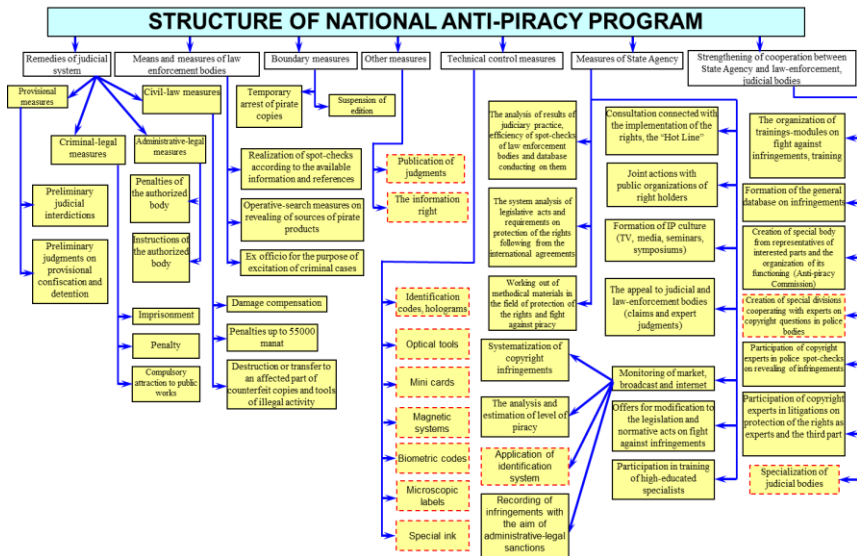 STRUCTURE OF NATIONAL ANTI-PIRACY PROGRAM
Remedies of judicial
system
Means and measures of law
enforcement bodies
Boundary measures
Other measures
Technical control measures
Measures of State Agency
Strengthening of cooperation between
State Agency and law-enforcement,
judicial bodies
Provisional
measures
Civil-law measures
Criminal-legal
measures
Administrative-legal
measures
Preliminary
judicial
interdictions
Preliminary
judgments on
provisional
confiscation and
detention
Penalties of the
authorized
body
Instructions of
the authorized
body
Imprisonment
Penalty
Compulsory
attraction to public
works
Realization of spot-checks
according to the available
information and references
Operative-search measures on
revealing of sources of pirate
products
Ex officio for the purpose of
excitation of criminal cases
Damage compensation
Penalties up to 55000
manat
Destruction or transfer to
an affected part of
counterfeit copies and tools
of illegal activity
Temporary
arrest of pirate
copies
Suspension of
edition
Publication of
judgments
The information
right
Identification
codes, holograms
Optical tools
Mini cards
Magnetic
systems
Biometric codes
Microscopic
labels
Special ink
The analysis of results of
judiciary practice,
efficiency of spot-checks
of law enforcement
bodies and database
conducting on them
The system analysis of
legislative acts and
requirements on
protection of the rights
following from the
international agreements
Working out of
methodical materials in
the field of protection of
the rights and fight
against piracy
Systematization of
copyright
infringements
The analysis and
estimation of level of
piracy
Application of
identification
system
Recording of
infringements with
the aim of
administrative-legal
sanctions
Consultation connected
with the implementation of
the rights, the “Hot Line”
Joint actions with
public organizations of
right holders
Formation of IP culture
(TV, media, seminars,
symposiums)
The appeal to judicial and
law-enforcement bodies
(claims and expert
judgments)
Monitoring of market,
broadcast and internet
Offers for modification to
the legislation and
normative acts on fight
against infringements
Participation in training
of high-educated
specialists
The organization of
trainings-modules on
fight against
infringements, training
Formation of the general
database on infringements
Creation of special body
from representatives of
interested parts and the
organization of its
functioning (Anti-piracy
Commission)
Creation of special divisions
cooperating with experts on
copyright questions in police
bodies
Participation of copyright
experts in police spot-checks
on revealing of infringements
Participation of copyright
experts in litigations on
protection of the rights as
experts and the third part
Specialization of
judicial bodies